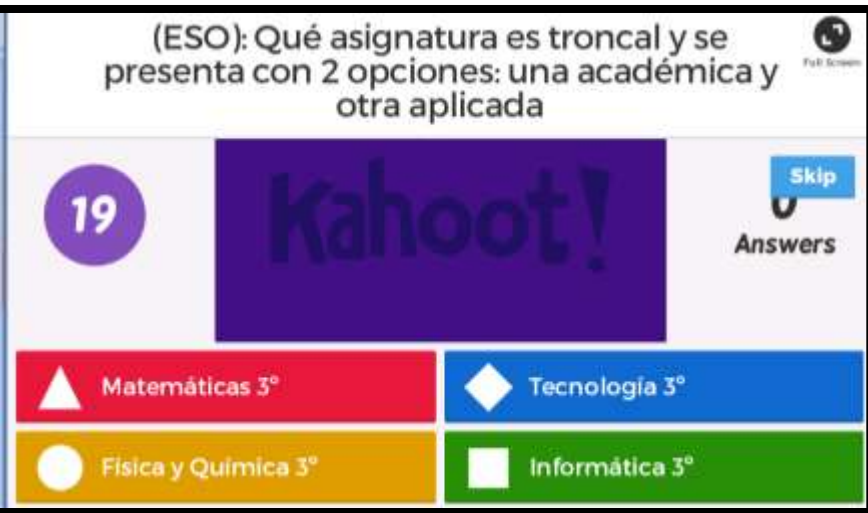 (ESO): Qué asignatura es troncal y se
presenta con 2 opciones: una académica y
otra aplicada
Full Screen
19
Kahoot!
Skip
0
Answers
Matemáticas 3º
Tecnología 3º
Física y Química 3º
Informática 3º